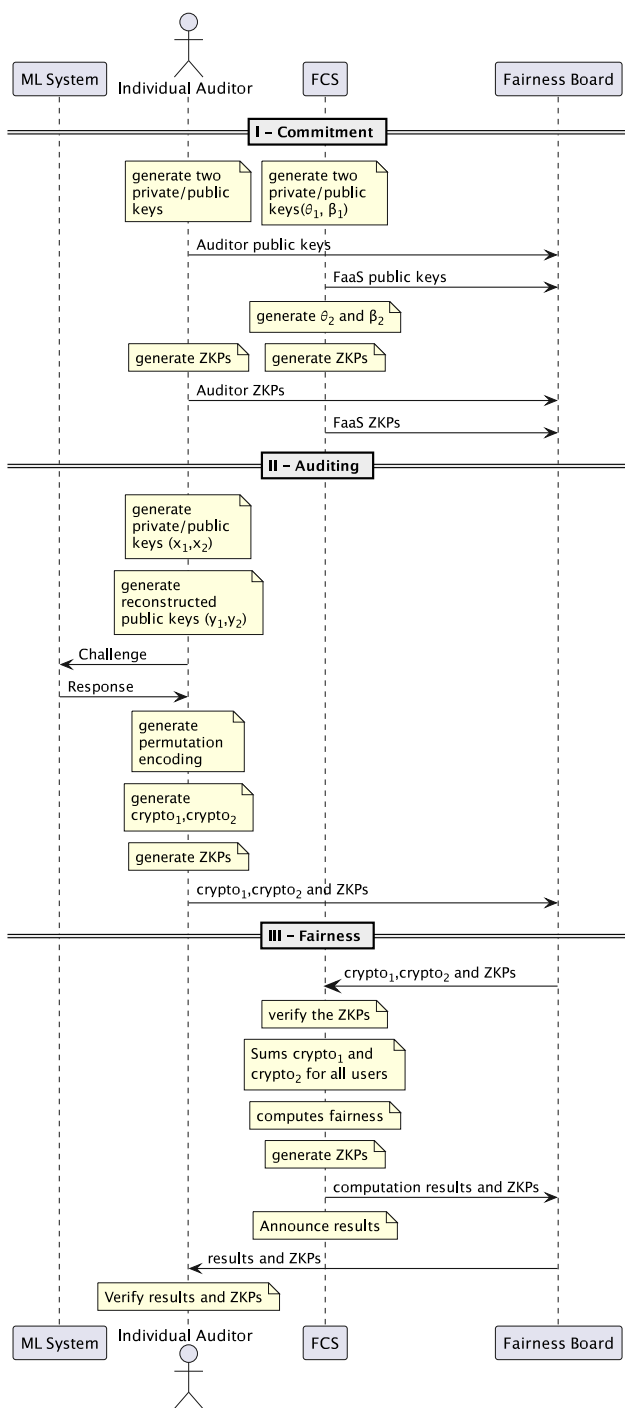 ML System
Individual Auditor
FCS
Fairness Board
I - Commitment
generate two
private/public
keys
generate two
private/public
keys(θ₁, β₁)
Auditor public keys
FaaS public keys
generate θ₂ and β₂
generate ZKPs
generate ZKPs
Auditor ZKPs
FaaS ZKPs
II - Auditing
generate
private/public
keys (x₁,x₂)
generate
reconstructed
public keys (y₁,y₂)
Challenge
Response
generate
permutation
encoding
generate
crypto₁,crypto₂
generate ZKPs
crypto₁,crypto₂ and ZKPs
III - Fairness
crypto₁,crypto₂ and ZKPs
verify the ZKPs
Sums crypto₁ and
crypto₂ for all users
computes fairness
generate ZKPs
computation results and ZKPs
Announce results
results and ZKPs
Verify results and ZKPs
ML System
Individual Auditor
FCS
Fairness Board